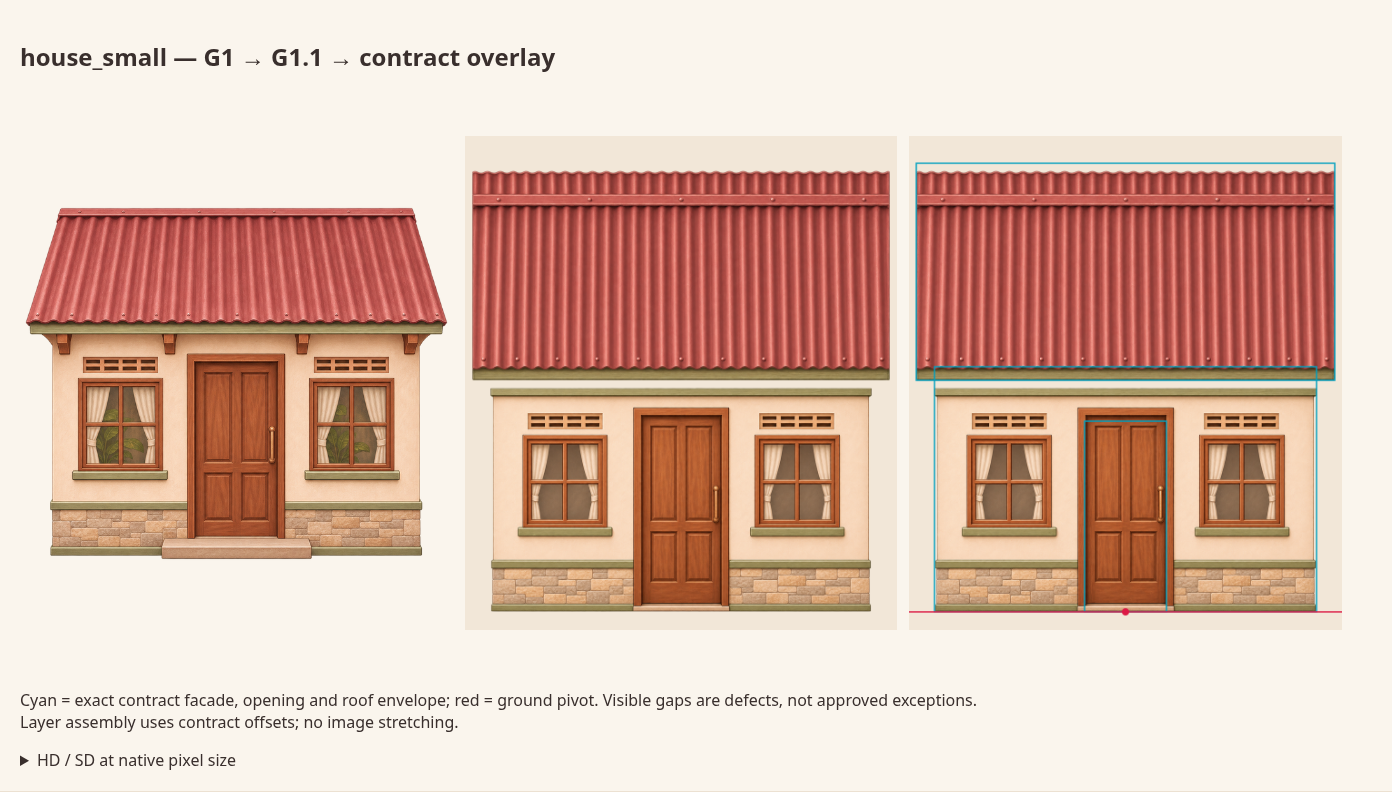 house_small — G1 → G1.1 → contract overlay
Cyan = exact contract facade, opening and roof envelope; red = ground pivot. Visible gaps are defects, not approved exceptions.
Layer assembly uses contract offsets; no image stretching.
▶ HD / SD at native pixel size